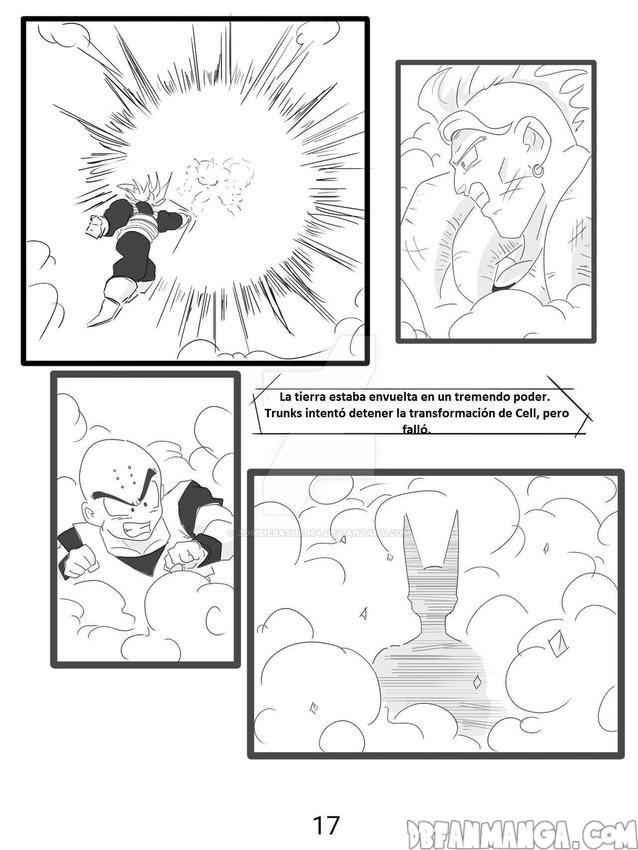 La tierra estaba envuelta en un tremendo poder.
Trunks intentó detener la transformación de Cell, pero
falló.
17
DBFANMANGA.COM